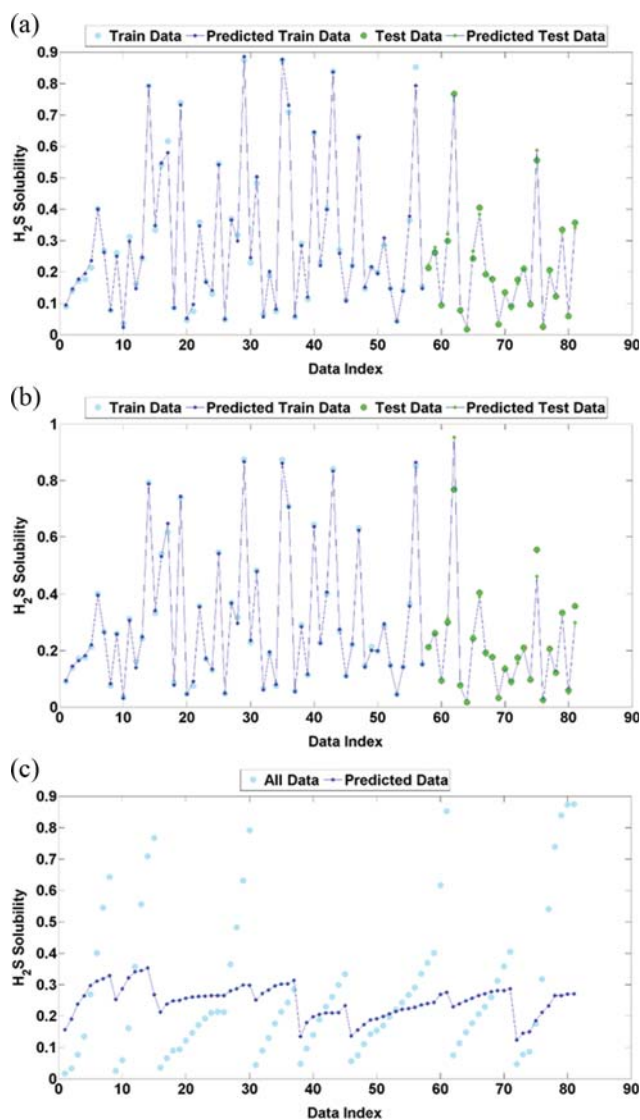 (a)
Train Data Predicted Train Data Test Data Predicted Test Data
0.9
0.8
0.7
0.6
0.5
0.4
0.3
0.2
0.1
0
H2S Solubility
0 10 20 30 40 50 60 70 80 90
Data Index
(b)
Train Data Predicted Train Data Test Data Predicted Test Data
1
0.8
0.6
0.4
0.2
0
H2S Solubility
0 10 20 30 40 50 60 70 80 90
Data Index
(c)
All Data Predicted Data
0.9
0.8
0.7
0.6
0.5
0.4
0.3
0.2
0.1
0
H2S Solubility
0 10 20 30 40 50 60 70 80 90
Data Index